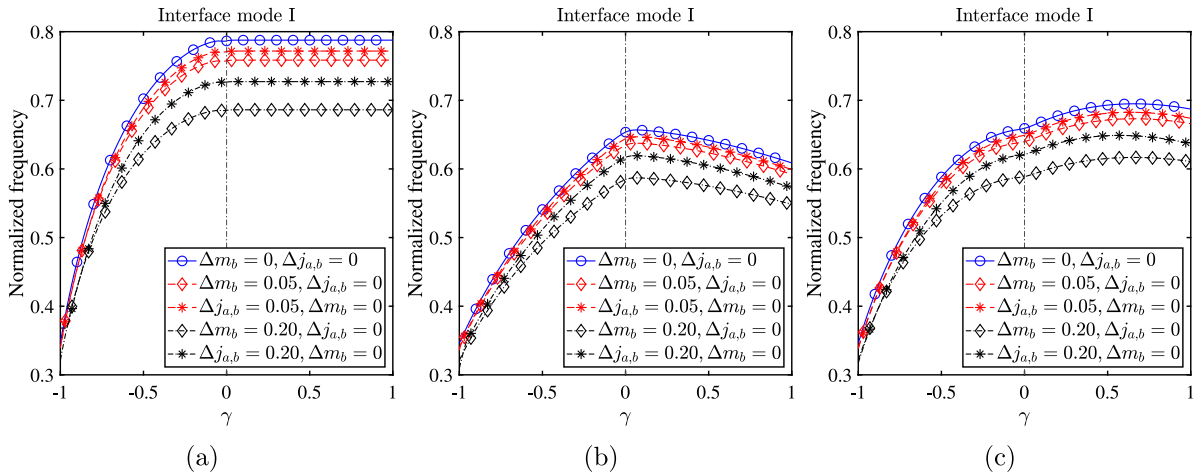 Interface mode I
0.8
0.7
0.6
0.5
0.4
0.3
Normalized frequency
-1 -0.5 0 0.5 1
γ
Δm_b = 0, Δj_{a,b} = 0
Δm_b = 0.05, Δj_{a,b} = 0
Δj_{a,b} = 0.05, Δm_b = 0
Δm_b = 0.20, Δj_{a,b} = 0
Δj_{a,b} = 0.20, Δm_b = 0
(a)
Interface mode I
0.8
0.7
0.6
0.5
0.4
0.3
Normalized frequency
-1 -0.5 0 0.5 1
γ
Δm_b = 0, Δj_{a,b} = 0
Δm_b = 0.05, Δj_{a,b} = 0
Δj_{a,b} = 0.05, Δm_b = 0
Δm_b = 0.20, Δj_{a,b} = 0
Δj_{a,b} = 0.20, Δm_b = 0
(b)
Interface mode I
0.8
0.7
0.6
0.5
0.4
0.3
Normalized frequency
-1 -0.5 0 0.5 1
γ
Δm_b = 0, Δj_{a,b} = 0
Δm_b = 0.05, Δj_{a,b} = 0
Δj_{a,b} = 0.05, Δm_b = 0
Δm_b = 0.20, Δj_{a,b} = 0
Δj_{a,b} = 0.20, Δm_b = 0
(c)